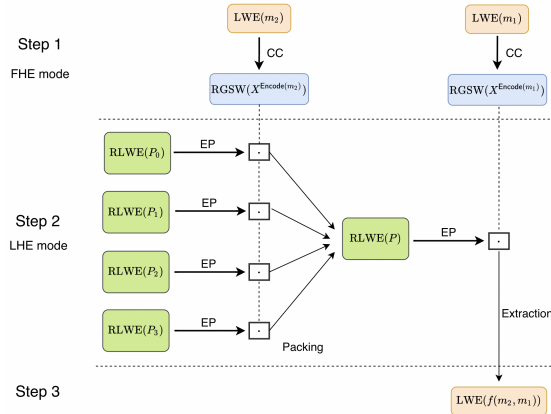 LWE(m₂)
LWE(m₁)
Step 1
CC
CC
FHE mode
RGSW(X^Encode(m₂))
RGSW(X^Encode(m₁))
RLWE(P₀)
EP
·
RLWE(P₁)
EP
·
Step 2
RLWE(P)
EP
·
LHE mode
RLWE(P₂)
EP
·
RLWE(P₃)
EP
·
Extraction
Packing
Step 3
LWE(f(m₂, m₁))